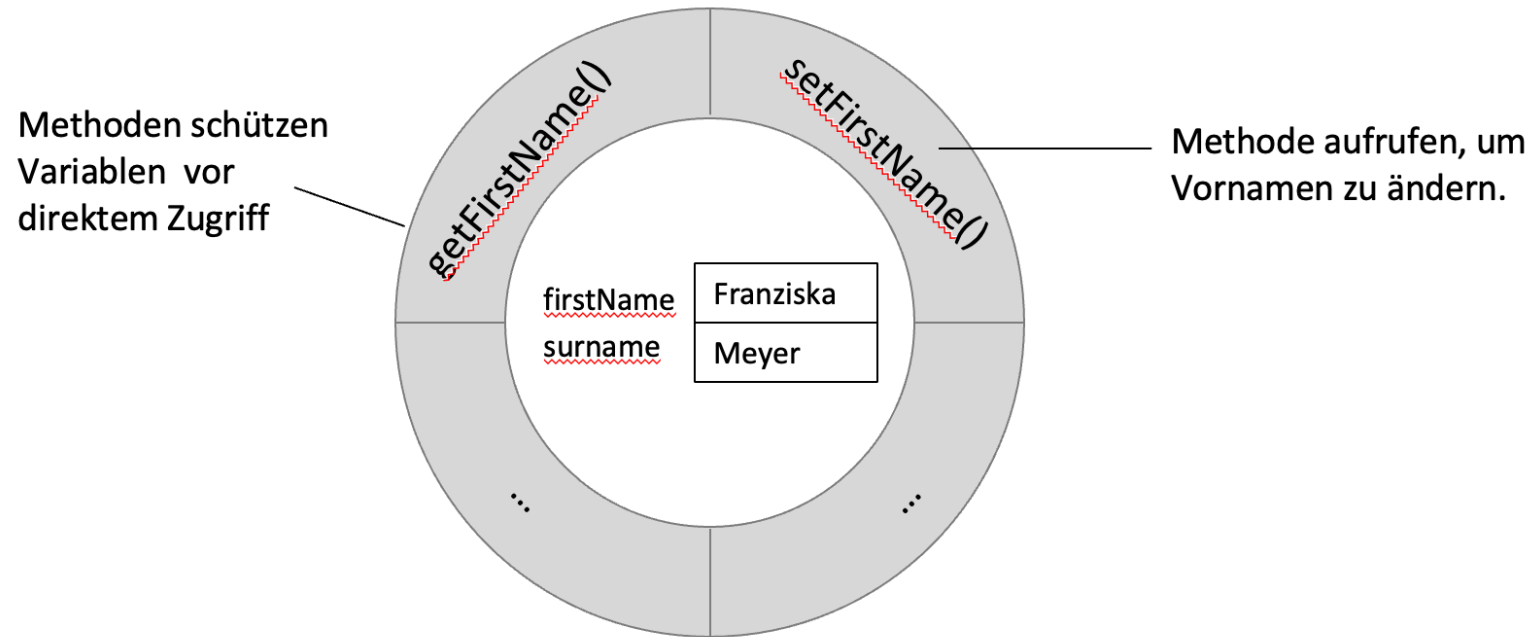 Methoden schützen
Variablen vor
direktem Zugriff
getFirstName()
setFirstName()
Methode aufrufen, um
Vornamen zu ändern.
firstName Franziska
surname Meyer
...
...